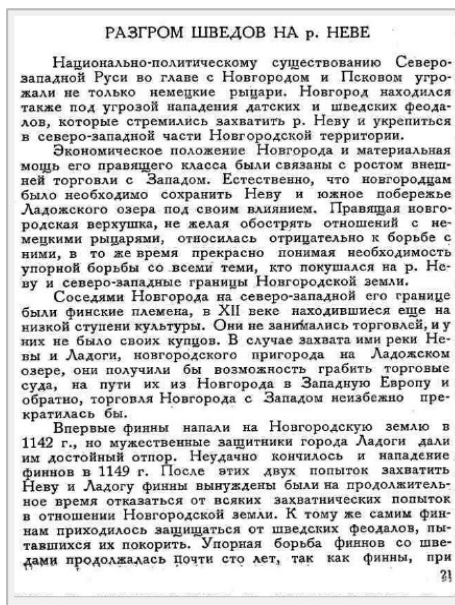 РАЗГРОМ ШВЕДОВ НА р. НЕВЕ
Национально-политическому существованию Северо-
западной Руси во главе с Новгородом и Псковом угро-
жали не только немецкие рыцари. Новгород находился
также под угрозой нападения датских и шведских феода-
лов, которые стремились захватить р. Неву и укрепиться
в северо-западной части Новгородской территории.
Экономическое положение Новгорода и материальная
мощь его правящего класса были связаны с ростом внеш-
ней торговли с Западом. Естественно, что новгородцам
было необходимо сохранить Неву и южное побережье
Ладожского озера под своим влиянием. Правящая новго-
родская верхушка, не желая обострять отношений с не-
мецкими рыцарями, относилась отрицательно к борьбе с
ними, в то же время прекрасно понимая необходимость
упорной борьбы со всеми теми, кто покушался на р. Не-
ву и северо-западные границы Новгородской земли.
Соседями Новгорода на северо-западной его границе
были финские племена, в XII веке находившиеся еще на
низкой ступени культуры. Они не занимались торговлей, и у
них не было своих купцов. В случае захвата ими реки Не-
вы и Ладоги, новгородского пригорода на Ладожском
озере, они получили бы возможность грабить торговые
суда, на пути их из Новгорода в Западную Европу и
обратно, торговля Новгорода с Западом неизбежно пре-
кратилась бы.
Впервые финны напали на Новгородскую землю в
1142 г., но мужественные защитники города Ладоги дали
им достойный отпор. Неудачно кончилось и нападение
финнов в 1149 г. После этих двух попыток захватить
Неву и Ладогу финны вынуждены были на продолжитель-
ное время отказаться от всяких захватнических попыток
в отношении Новгородской земли. К тому же самим фин-
нам приходилось защищаться от шведских феодалов, пы-
тавшихся их покорить. Упорная борьба финнов со шве-
дами продолжалась почти сто лет, так как финны, при